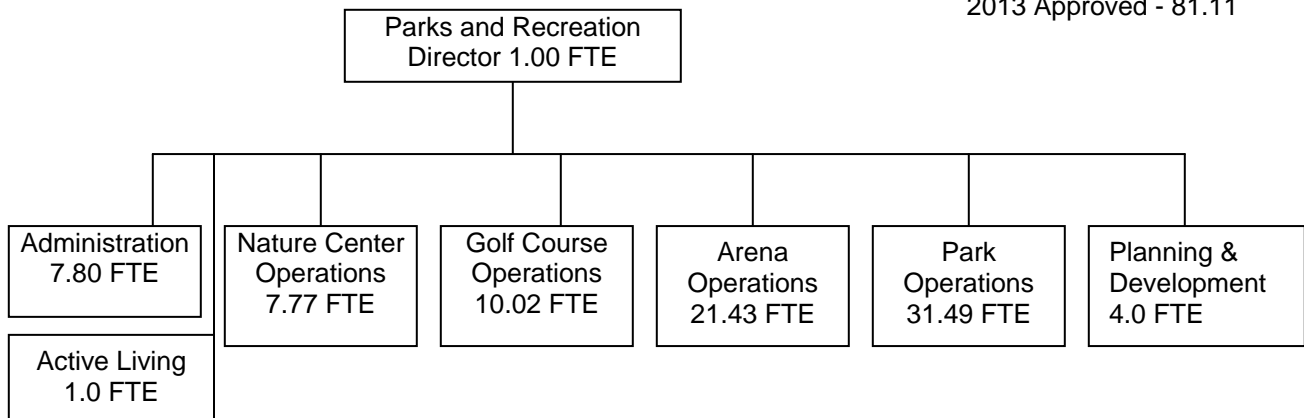 2013 Approved - 81.11
Parks and Recreation
Director 1.00 FTE
Administration
7.80 FTE
Nature Center
Operations
7.77 FTE
Golf Course
Operations
10.02 FTE
Arena
Operations
21.43 FTE
Park
Operations
31.49 FTE
Planning &
Development
4.0 FTE
Active Living
1.0 FTE